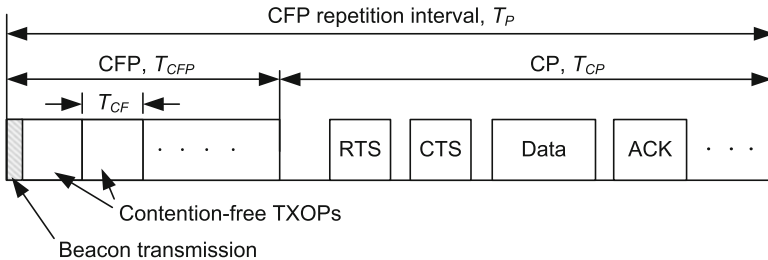 CFP repetition interval, T_P
CFP, T_CFP
CP, T_CP
T_CF
. . . .
RTS
CTS
Data
ACK
. . .
Contention-free TXOPs
Beacon transmission